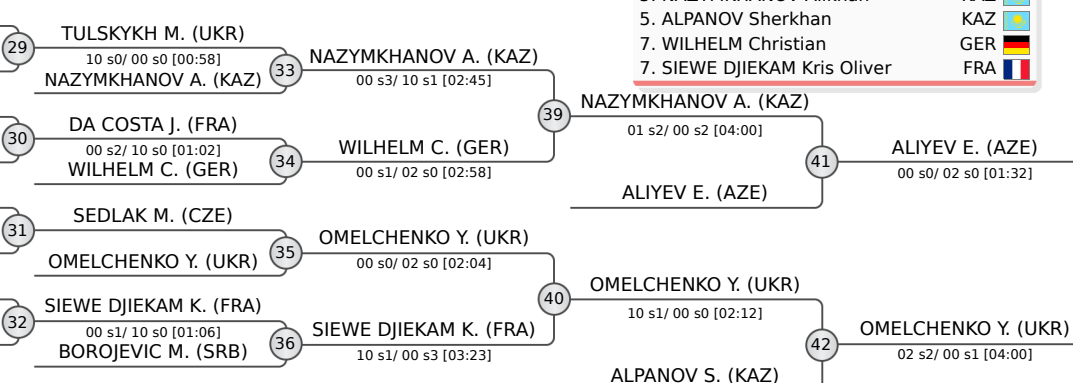 5. ALPANOV Sherkhan KAZ
7. WILHELM Christian GER
7. SIEWE DJIEKAM Kris Oliver FRA
29
TULSKYKH M. (UKR)
10 s0/ 00 s0 [00:58]
NAZYMKHANOV A. (KAZ)
33
NAZYMKHANOV A. (KAZ)
00 s3/ 10 s1 [02:45]
30
DA COSTA J. (FRA)
00 s2/ 10 s0 [01:02]
WILHELM C. (GER)
34
WILHELM C. (GER)
00 s1/ 02 s0 [02:58]
39
NAZYMKHANOV A. (KAZ)
01 s2/ 00 s2 [04:00]
ALIYEV E. (AZE)
41
ALIYEV E. (AZE)
00 s0/ 02 s0 [01:32]
31
SEDLAK M. (CZE)
OMELCHENKO Y. (UKR)
35
OMELCHENKO Y. (UKR)
00 s0/ 02 s0 [02:04]
32
SIEWE DJIEKAM K. (FRA)
00 s1/ 10 s0 [01:06]
BOROJEVIC M. (SRB)
36
SIEWE DJIEKAM K. (FRA)
10 s1/ 00 s3 [03:23]
40
OMELCHENKO Y. (UKR)
10 s1/ 00 s0 [02:12]
ALPANOV S. (KAZ)
42
OMELCHENKO Y. (UKR)
02 s2/ 00 s1 [04:00]